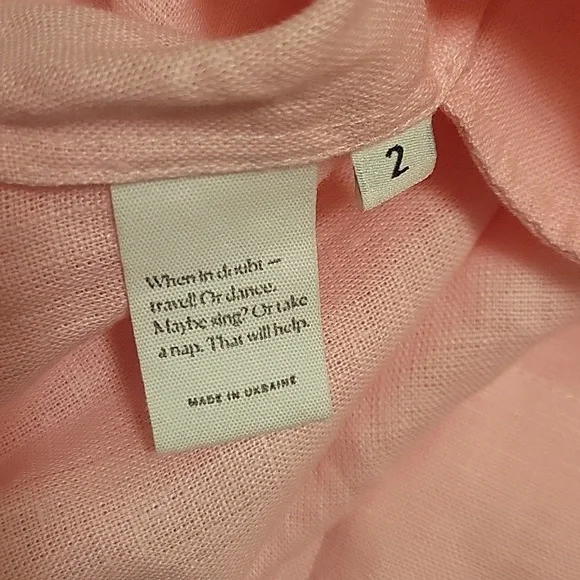 2
When in doubt —
travel! Or dance.
Maybe sing? Or take
a nap. That will help.
MADE IN UKRAINE